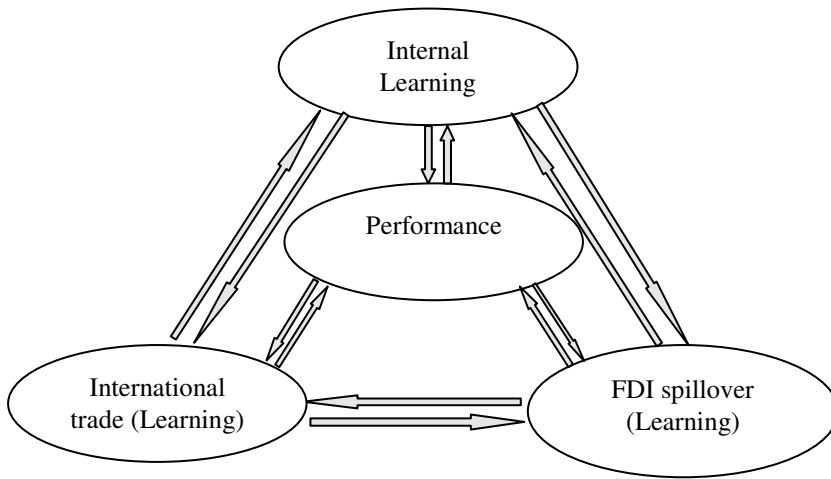 Internal
Learning
Performance
International
trade (Learning)
FDI spillover
(Learning)